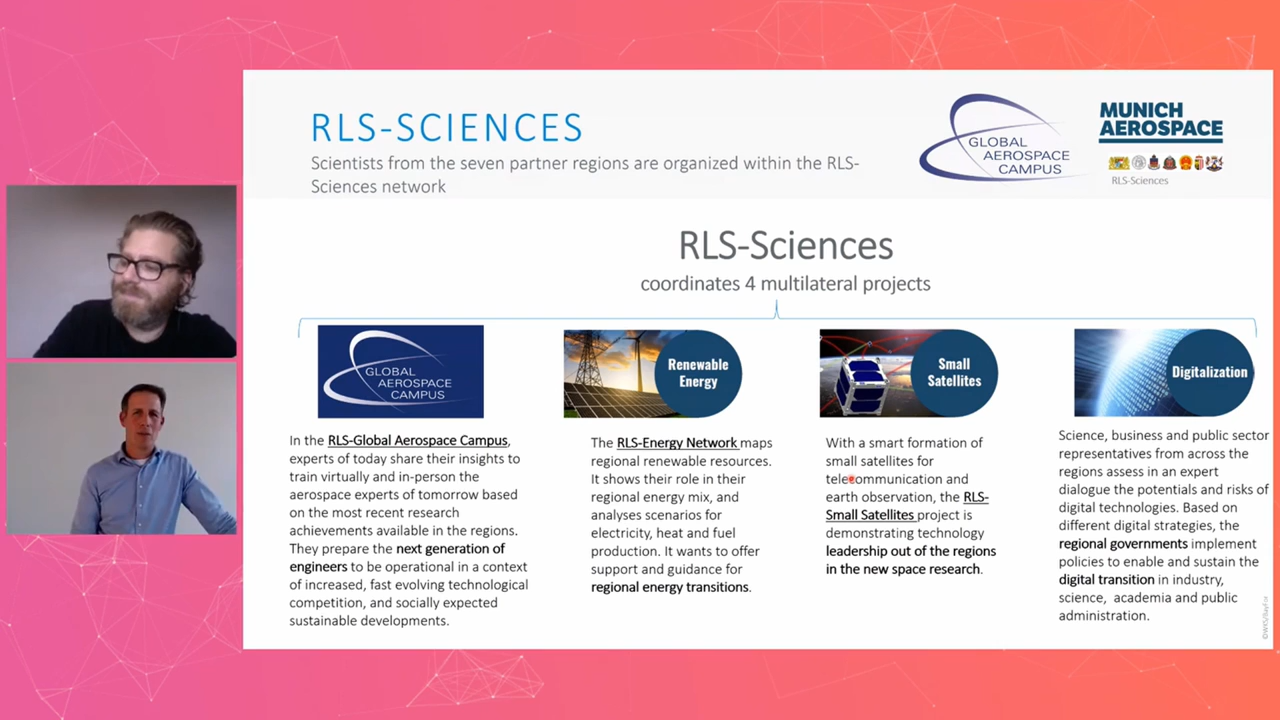 RLS-SCIENCES
Scientists from the seven partner regions are organized within the RLS-
Sciences network
GLOBAL
AEROSPACE
CAMPUS
MUNICH
AEROSPACE
RLS-Sciences
RLS-Sciences
coordinates 4 multilateral projects
GLOBAL
AEROSPACE
CAMPUS
In the RLS-Global Aerospace Campus,
experts of today share their insights to
train virtually and in-person the
aerospace experts of tomorrow based
on the most recent research
achievements available in the regions.
They prepare the next generation of
engineers to be operational in a context
of increased, fast evolving technological
competition, and socially expected
sustainable developments.
Renewable
Energy
The RLS-Energy Network maps
regional renewable resources.
It shows their role in their
regional energy mix, and
analyses scenarios for
electricity, heat and fuel
production. It wants to offer
support and guidance for
regional energy transitions.
Small
Satellites
With a smart formation of
small satellites for
telecommunication and
earth observation, the RLS-
Small Satellites project is
demonstrating technology
leadership out of the regions
in the new space research.
Digitalization
Science, business and public sector
representatives from across the
regions assess in an expert
dialogue the potentials and risks of
digital technologies. Based on
different digital strategies, the
regional governments implement
policies to enable and sustain the
digital transition in industry,
science, academia and public
administration.